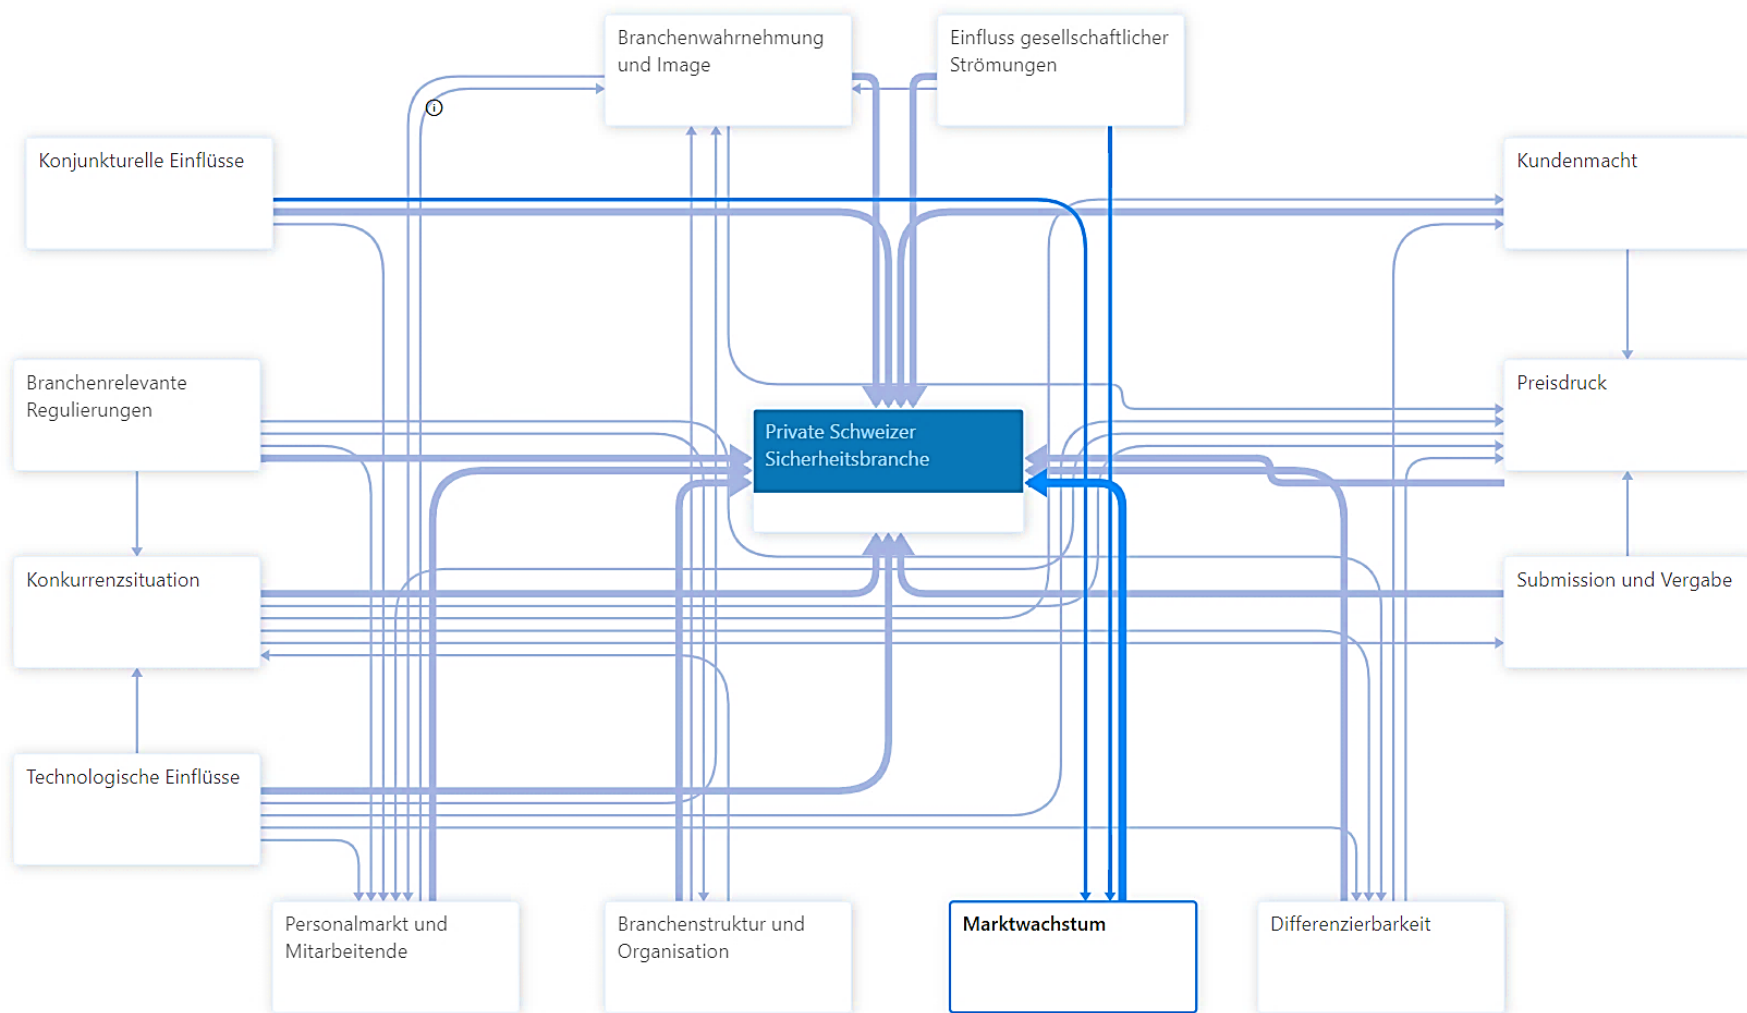 Branchenwahrnehmung
und Image
Einfluss gesellschaftlicher
Strömungen
Konjunkturelle Einflüsse
Kundenmacht
Branchenrelevante
Regulierungen
Preisdruck
Private Schweizer
Sicherheitsbranche
Konkurrenzsituation
Submission und Vergabe
Technologische Einflüsse
Personalmarkt und
Mitarbeitende
Branchenstruktur und
Organisation
Marktwachstum
Differenzierbarkeit